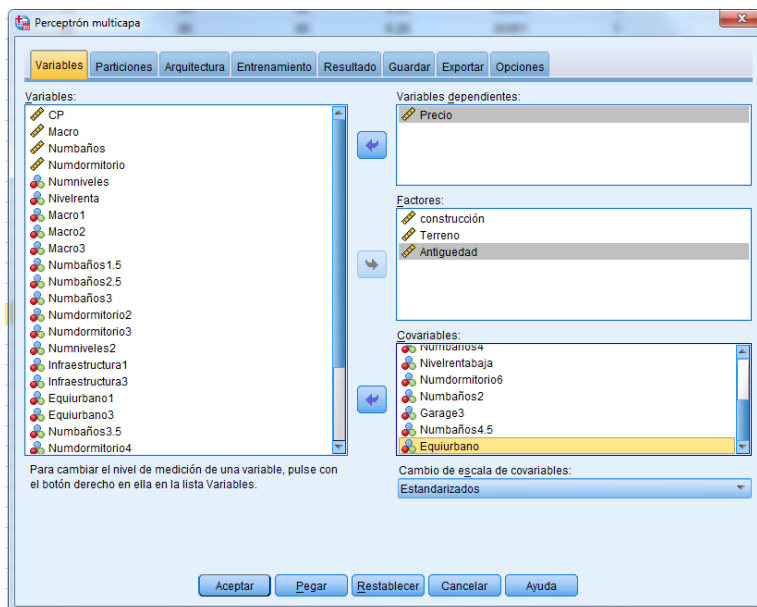 Perceptrón multicapa
Variables Particiones Arquitectura Entrenamiento Resultado Guardar Exportar Opciones
Variables:
CP
Macro
Numbaños
Numdormitorio
Numniveles
Nivelrenta
Macro1
Macro2
Macro3
Numbaños1.5
Numbaños2.5
Numbaños3
Numdormitorio2
Numdormitorio3
Numniveles2
Infraestructura1
Infraestructura3
Equiurbano1
Equiurbano3
Numbaños3.5
Numdormitorio4
Para cambiar el nivel de medición de una variable, pulse con
el botón derecho en ella en la lista Variables.
Variables dependientes:
Precio
Factores:
construcción
Terreno
Antiguedad
Covariables:
Numbaños4
Nivelrentabaja
Numdormitorio6
Numbaños2
Garage3
Numbaños4.5
Equiurbano
Cambio de escala de covariables:
Estandarizados
Aceptar Pegar Restablecer Cancelar Ayuda